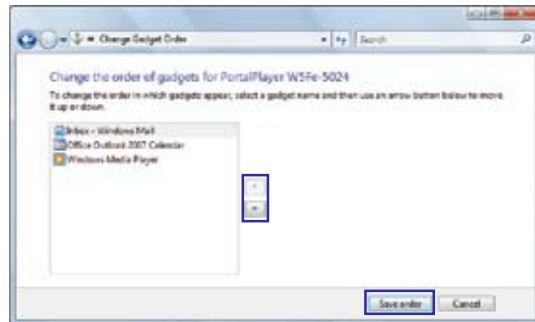 Change Gadget Order
Search
Change the order of gadgets for PortalPlayer W5Fe-5024
To change the order in which gadgets appear, select a gadget name and then use an arrow button below to move
it up or down.
Inbox - Windows Mail
Office Outlook 2007 Calendar
Windows Media Player
Save order
Cancel